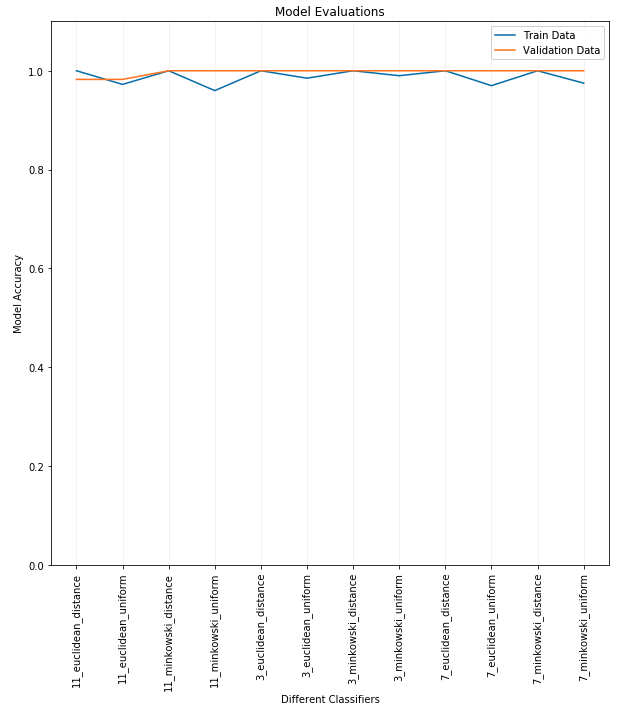 Model Evaluations
Train Data
Validation Data
1.0
0.8
0.6
0.4
0.2
0.0
Model Accuracy
11_euclidean_distance
11_euclidean_uniform
11_minkowski_distance
11_minkowski_uniform
3_euclidean_distance
3_euclidean_uniform
3_minkowski_distance
3_minkowski_uniform
7_euclidean_distance
7_euclidean_uniform
7_minkowski_distance
7_minkowski_uniform
Different Classifiers